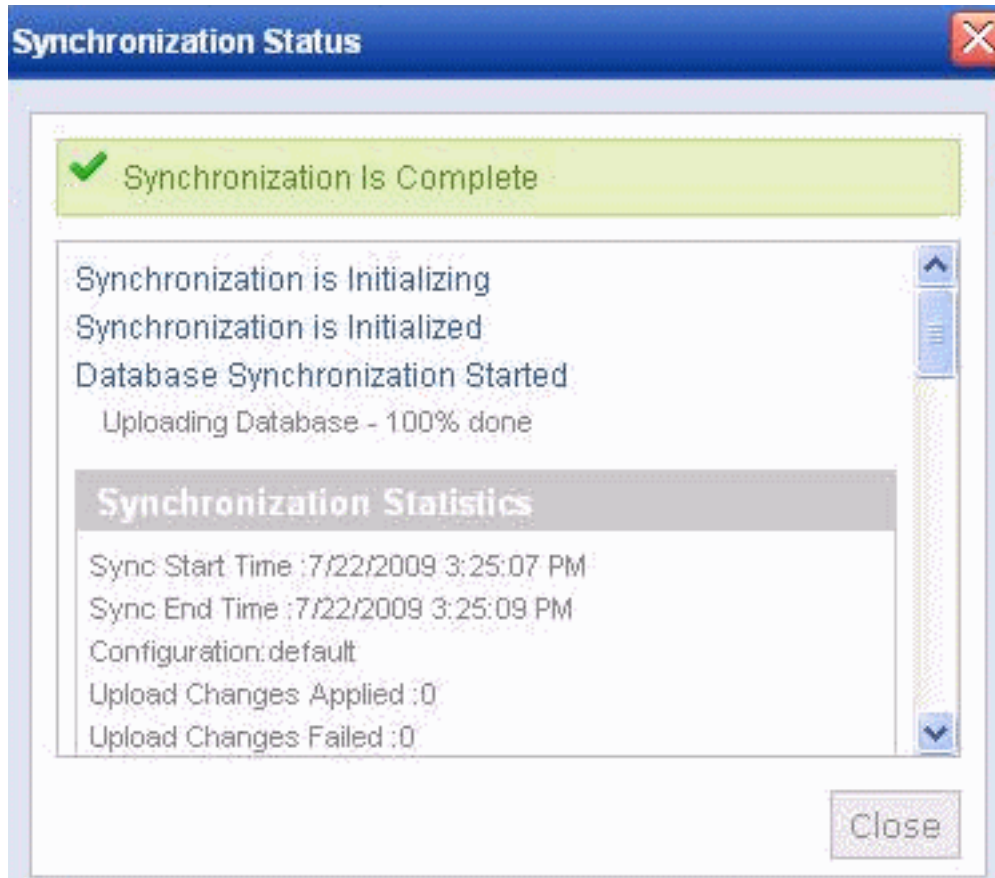 Synchronization Status
Synchronization Is Complete
Synchronization is Initializing
Synchronization is Initialized
Database Synchronization Started
Uploading Database - 100% done
Synchronization Statistics
Sync Start Time :7/22/2009 3:25:07 PM
Sync End Time :7/22/2009 3:25:09 PM
Configuration:default
Upload Changes Applied :0
Upload Changes Failed :0
Close